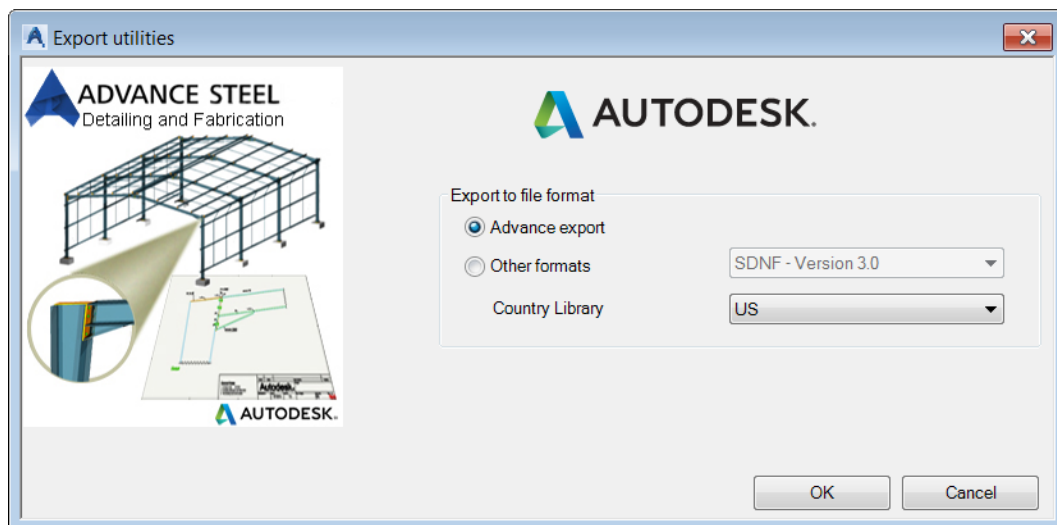 Export utilities
ADVANCE STEEL
Detailing and Fabrication
AUTODESK.
AUTODESK.
Export to file format
Advance export
Other formats
SDNF - Version 3.0
Country Library
US
OK
Cancel